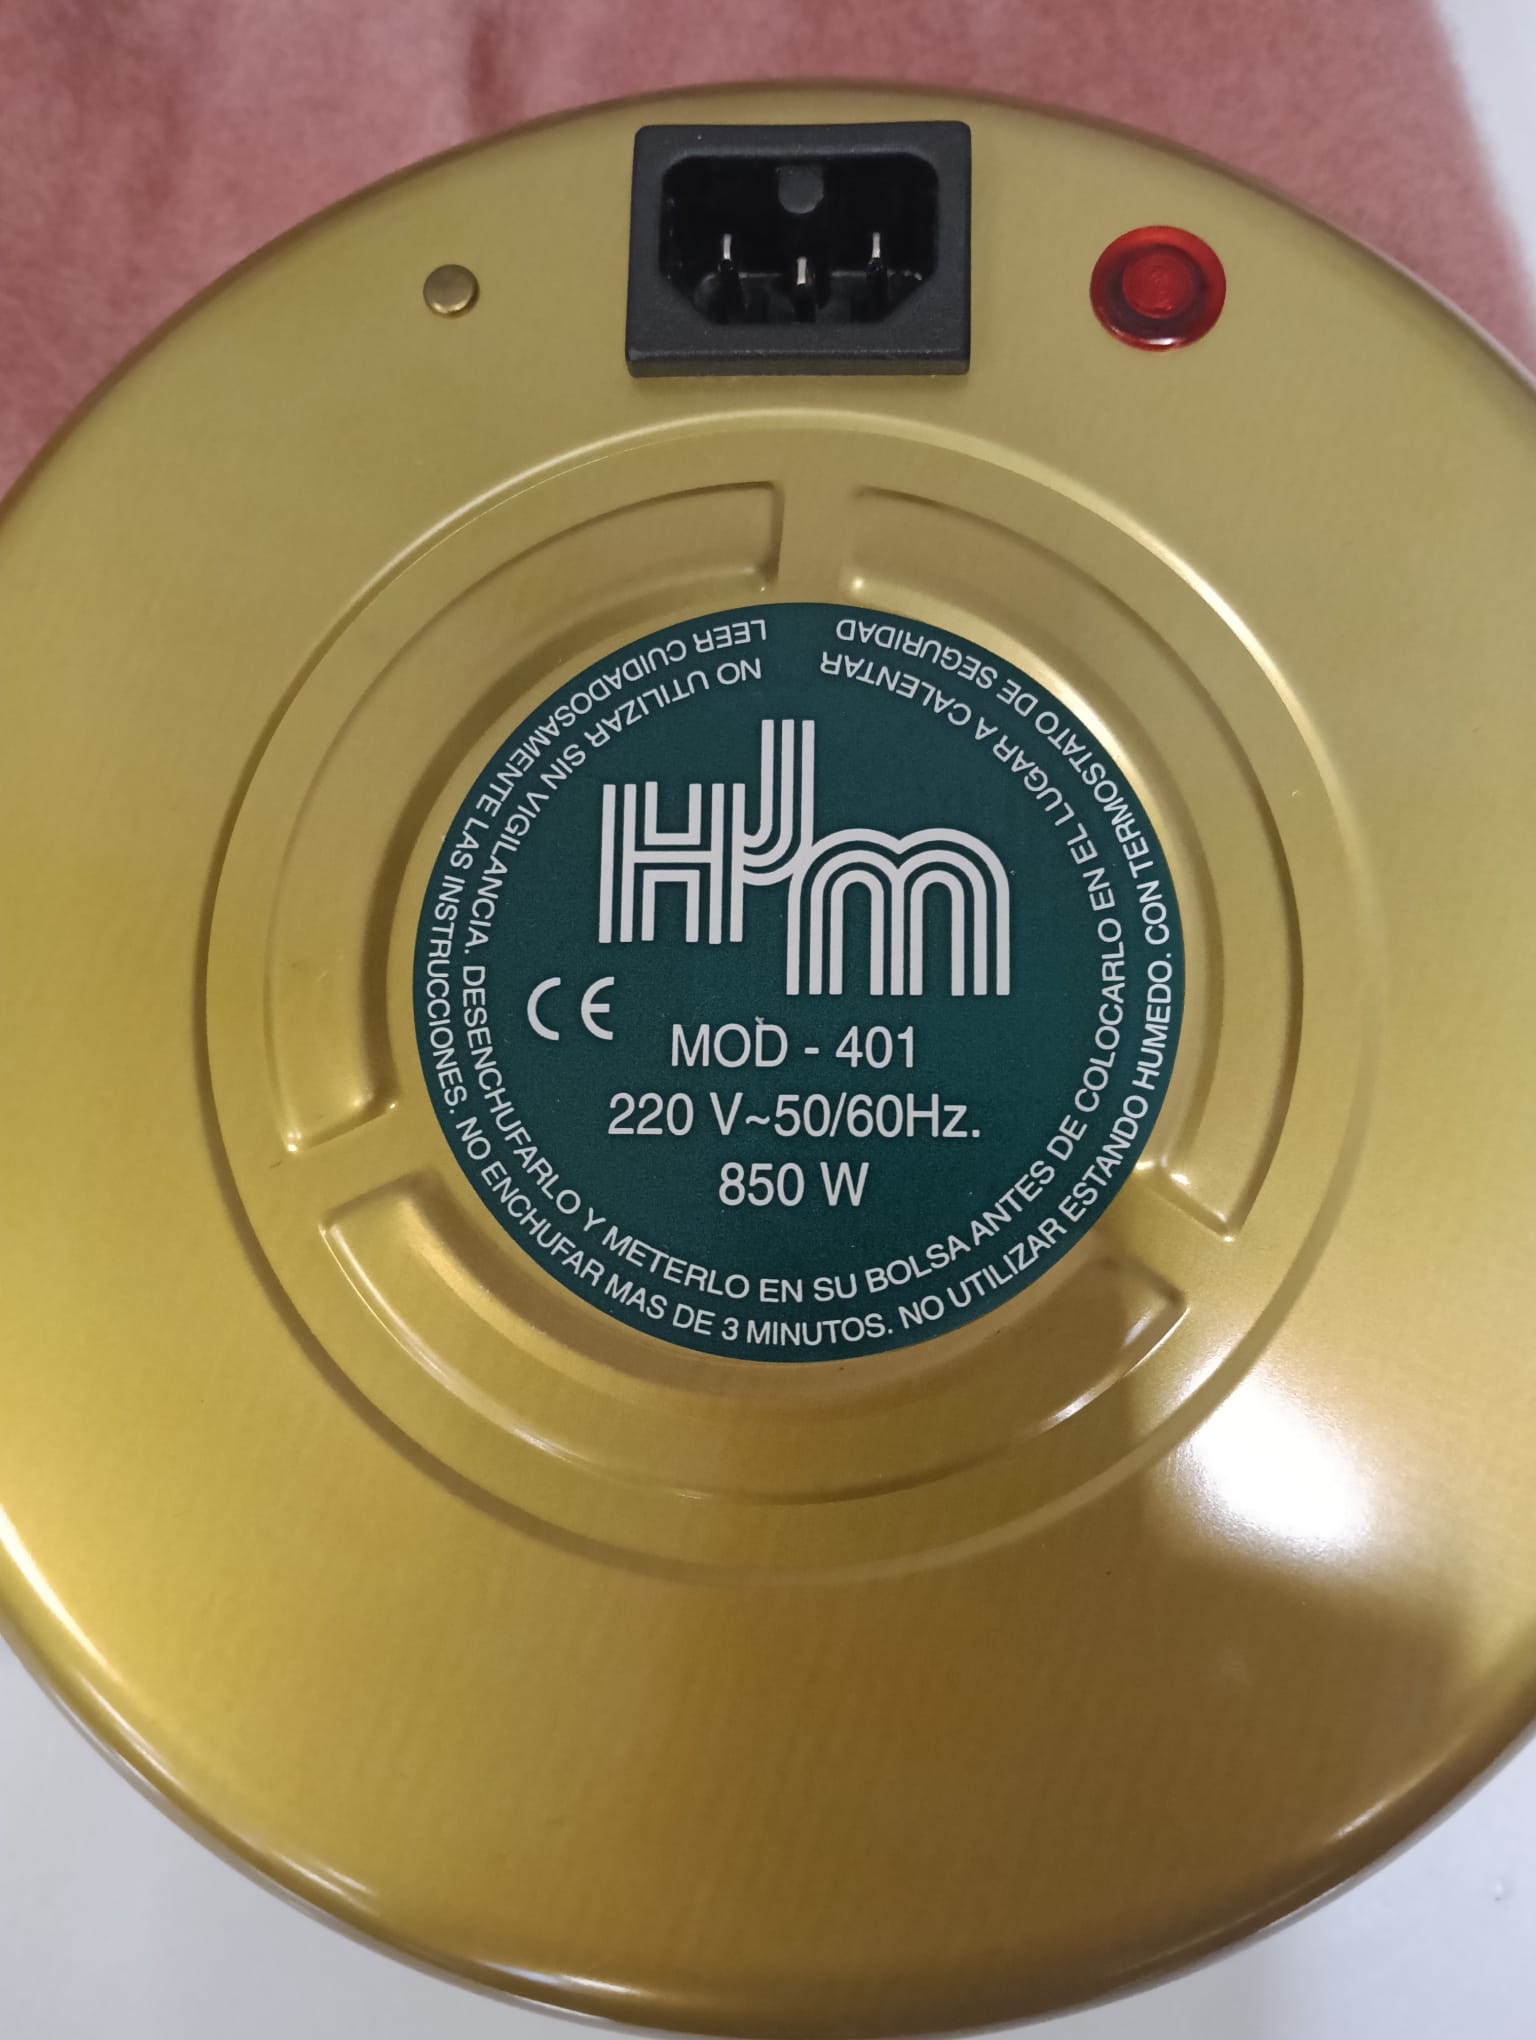 LEER CUIDADOSAMENTE LAS INSTRUCCIONES. NO ENCHUFAR MAS DE 3 MINUTOS. NO UTILIZAR ESTANDO HUMEDO. CON TERMOSTATO DE SEGURIDAD
NO UTILIZAR SIN VIGILANCIA. DESENCHUFARLO Y METERLO EN SU BOLSA ANTES DE COLOCARLO EN EL LUGAR A CALENTAR
HJM
CE
MOD - 401
220 V~50/60Hz.
850 W